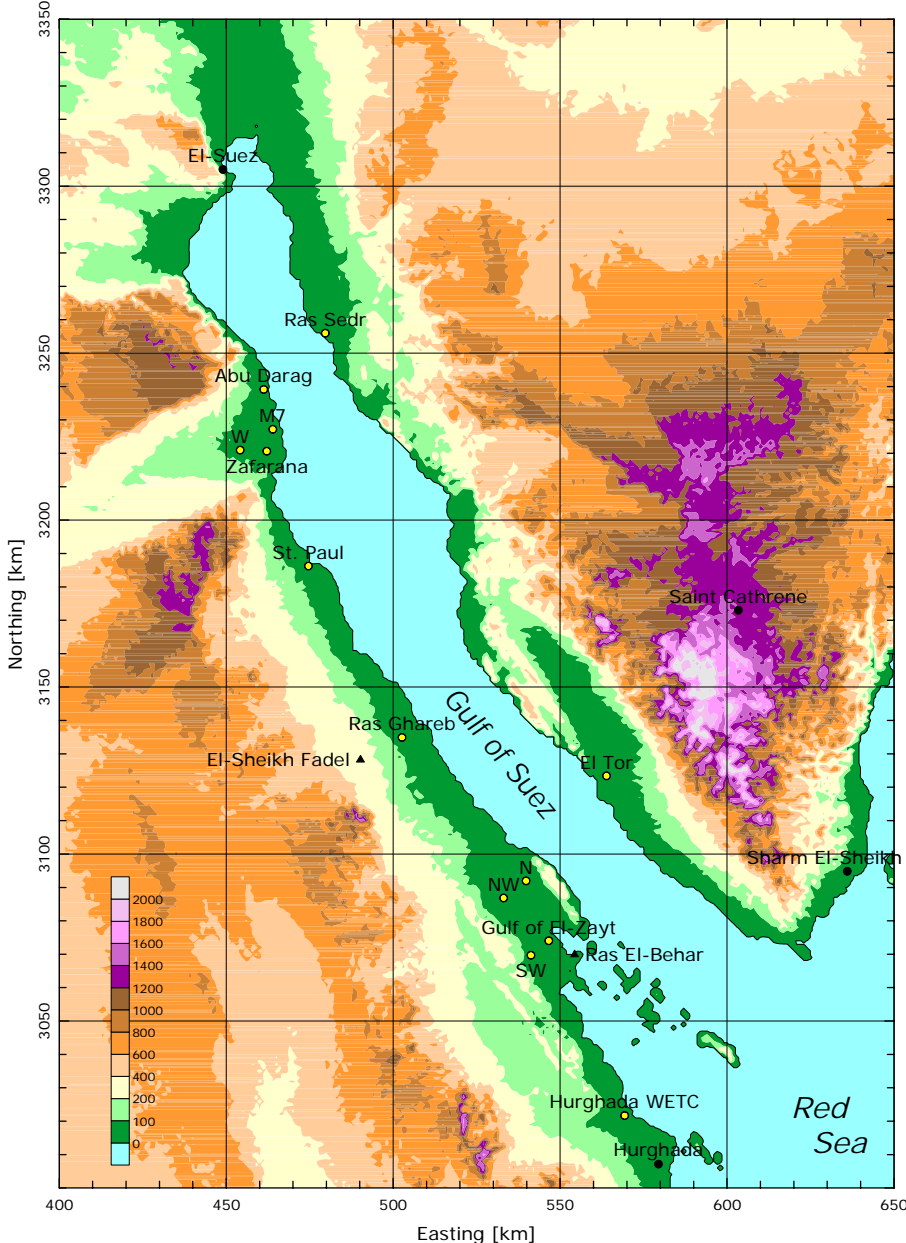 3350
3300
3250
3200
3150
3100
3050
Northing [km]
El-Suez
Ras Sedr
Abu Darag
M7
W
Zafarana
St. Paul
Saint Cathrene
Gulf of Suez
Ras Ghareb
El-Sheikh Fadel
El Tor
Sharm El-Sheikh
N
NW
Gulf of El-Zayt
Ras El-Behar
SW
2000
1800
1600
1400
1200
1000
800
600
400
200
100
0
Hurghada WETC
Hurghada
Red
Sea
400
450
500
550
600
650
Easting [km]